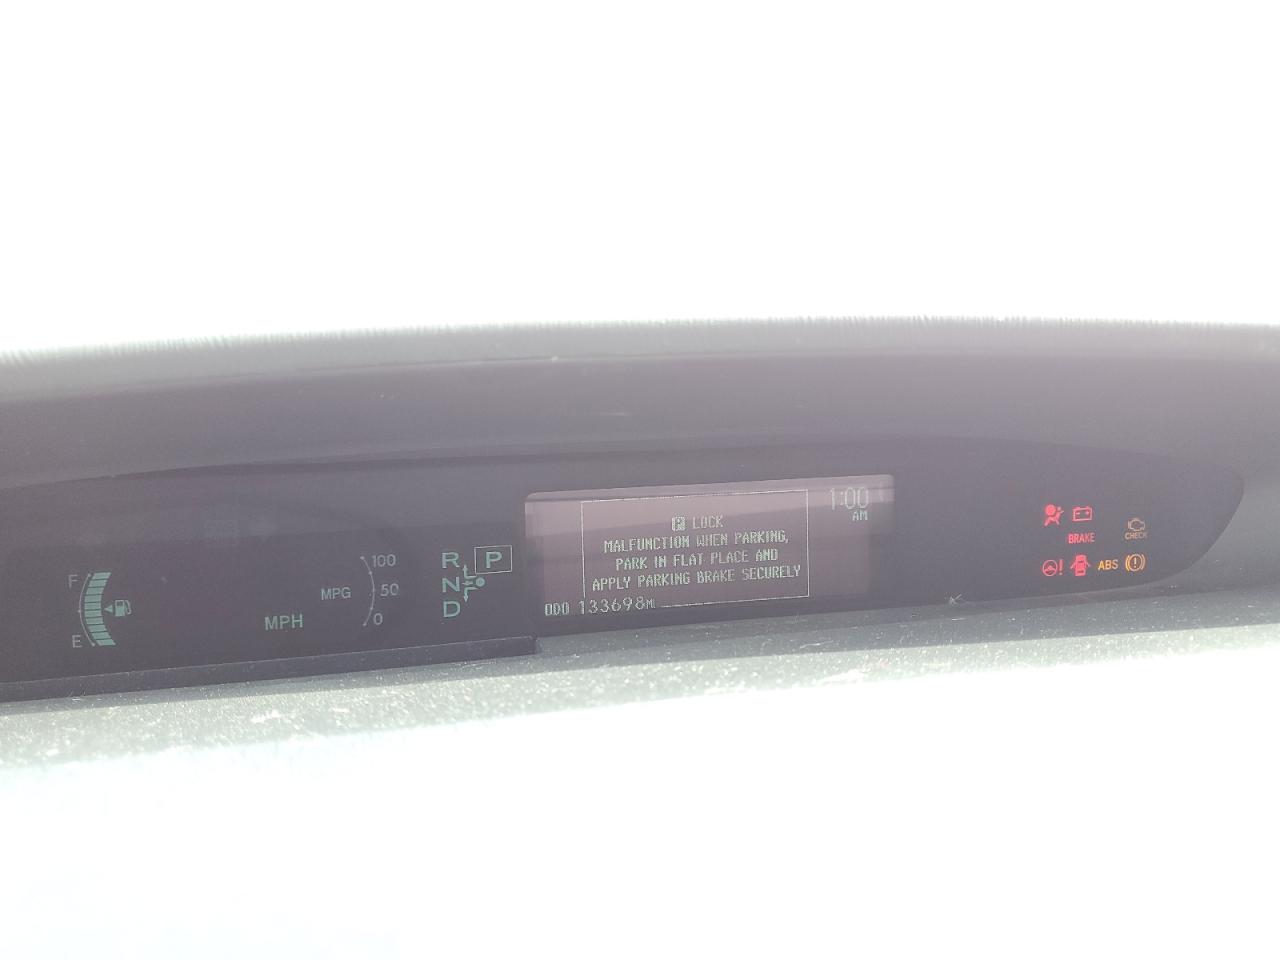 F
E
MPH
MPG
100
50
0
R P
N
D
1:00
AM
P LOCK
MALFUNCTION WHEN PARKING,
PARK IN FLAT PLACE AND
APPLY PARKING BRAKE SECURELY
ODO 133698MI
BRAKE
CHECK
ABS